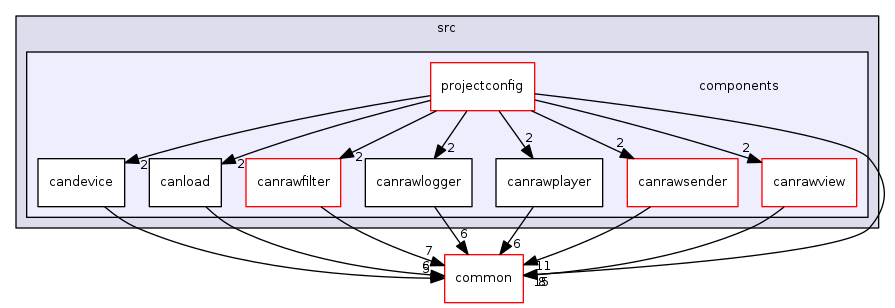 src
components
projectconfig
2 2 2 2 2 2 2
candevice canload canrawfilter canrawlogger canrawplayer canrawsender canrawview
6 6
7 11
common